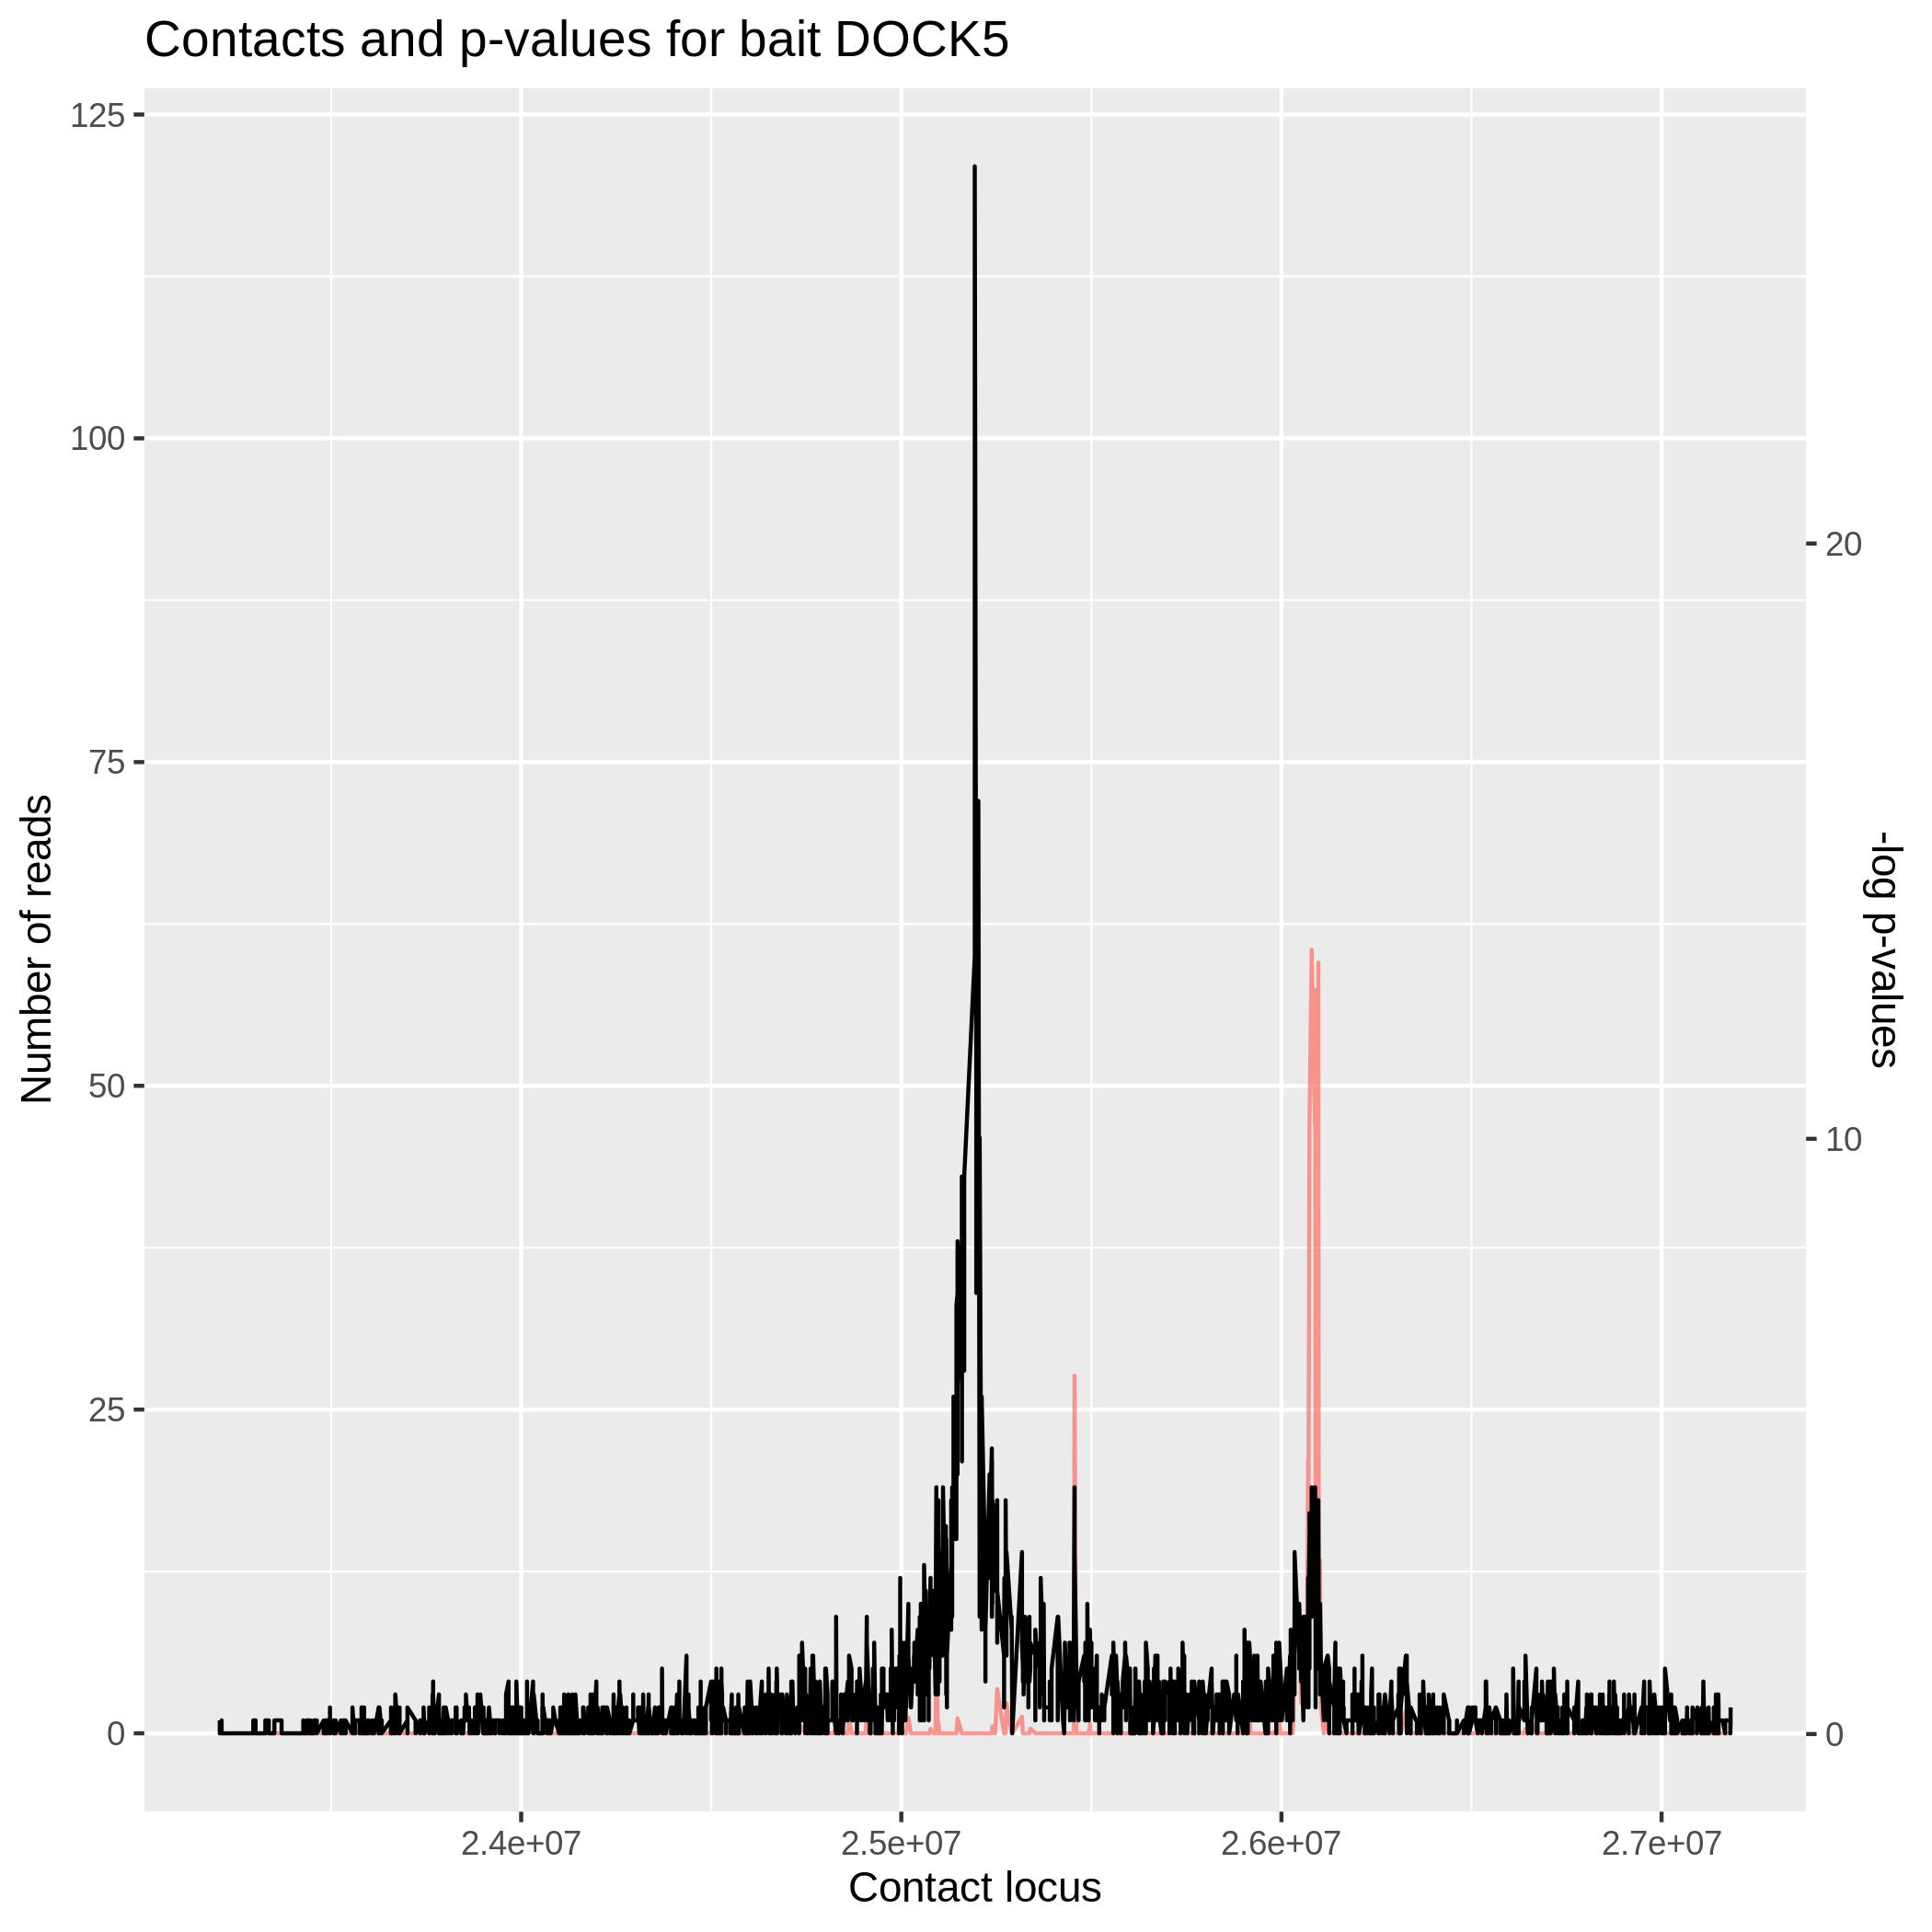 Contacts and p-values for bait DOCK5
125
100
75
50
25
0
Number of reads
20
10
0
-log p-values
2.4e+07
2.5e+07
2.6e+07
2.7e+07
Contact locus